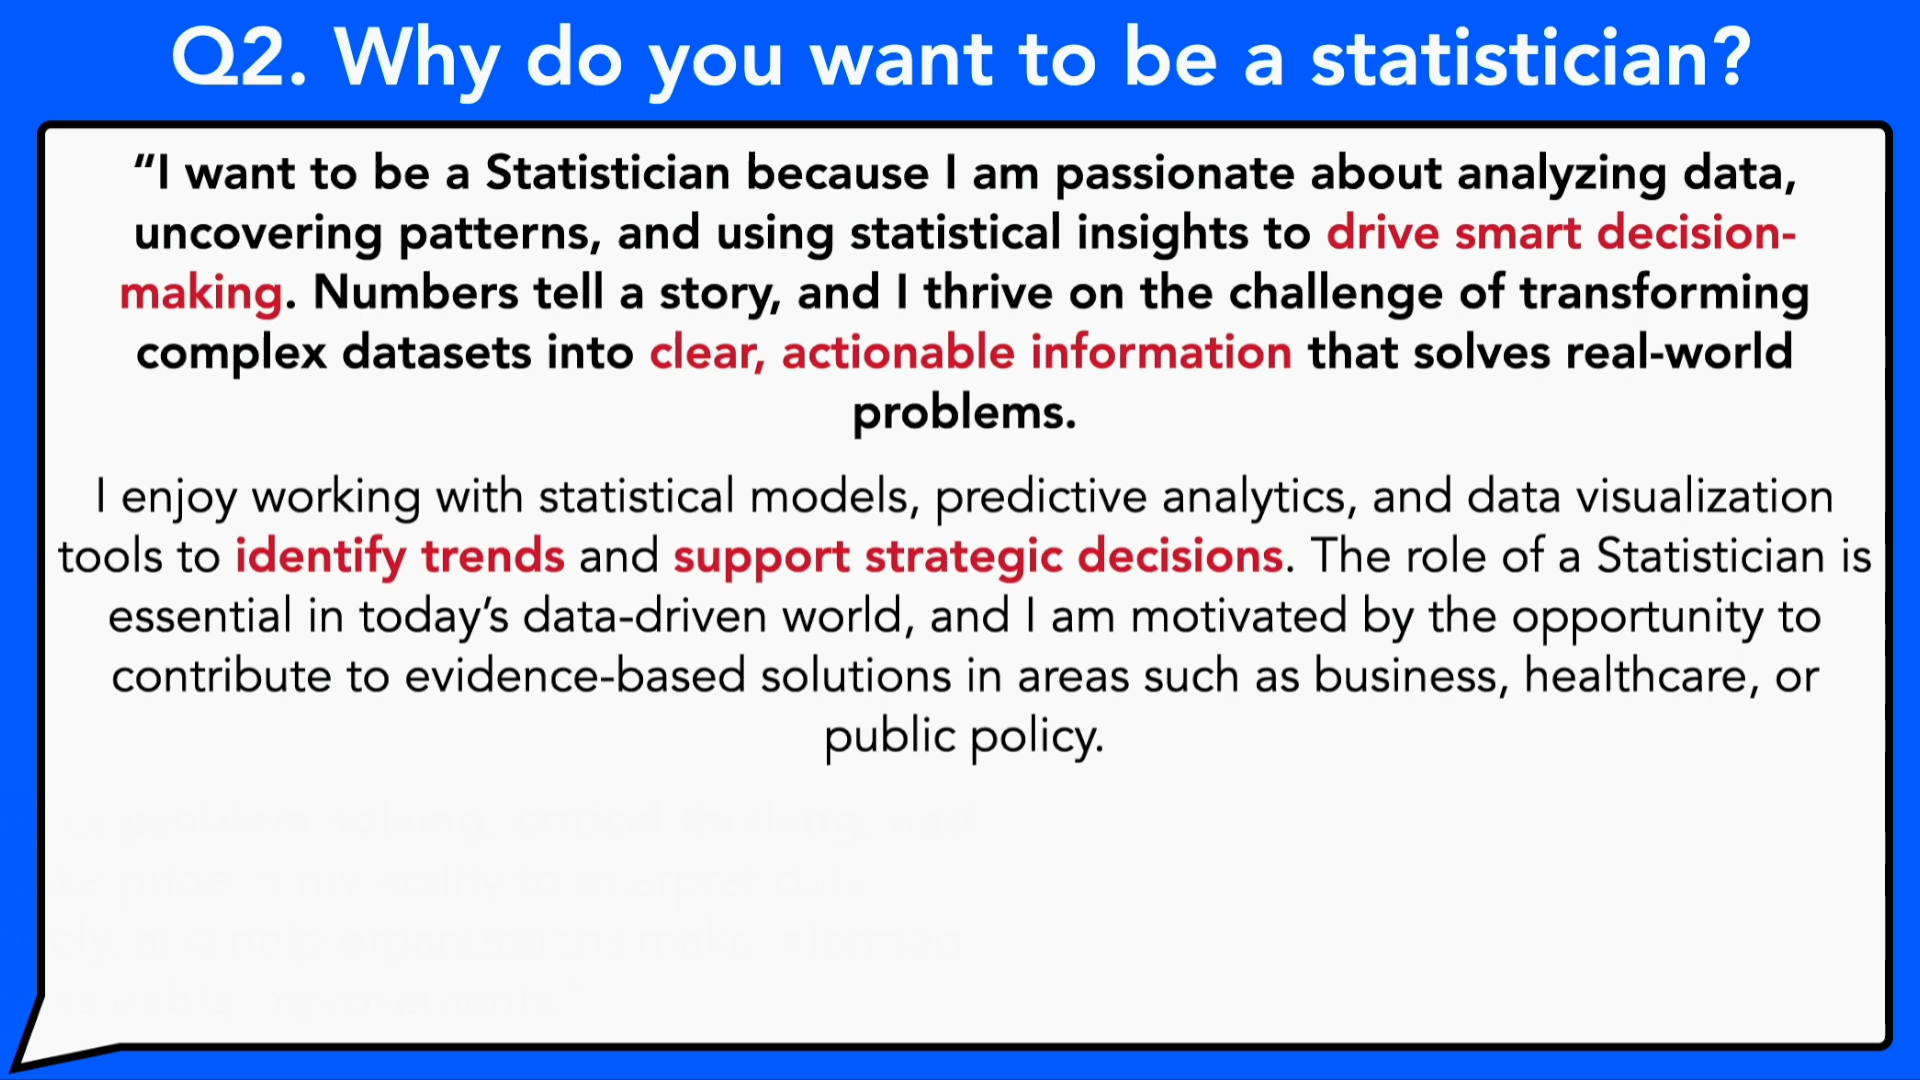 Q2. Why do you want to be a statistician?
“I want to be a Statistician because I am passionate about analyzing data,
uncovering patterns, and using statistical insights to drive smart decision-
making. Numbers tell a story, and I thrive on the challenge of transforming
complex datasets into clear, actionable information that solves real-world
problems.
I enjoy working with statistical models, predictive analytics, and data visualization
tools to identify trends and support strategic decisions. The role of a Statistician is
essential in today’s data-driven world, and I am motivated by the opportunity to
contribute to evidence-based solutions in areas such as business, healthcare, or
public policy.